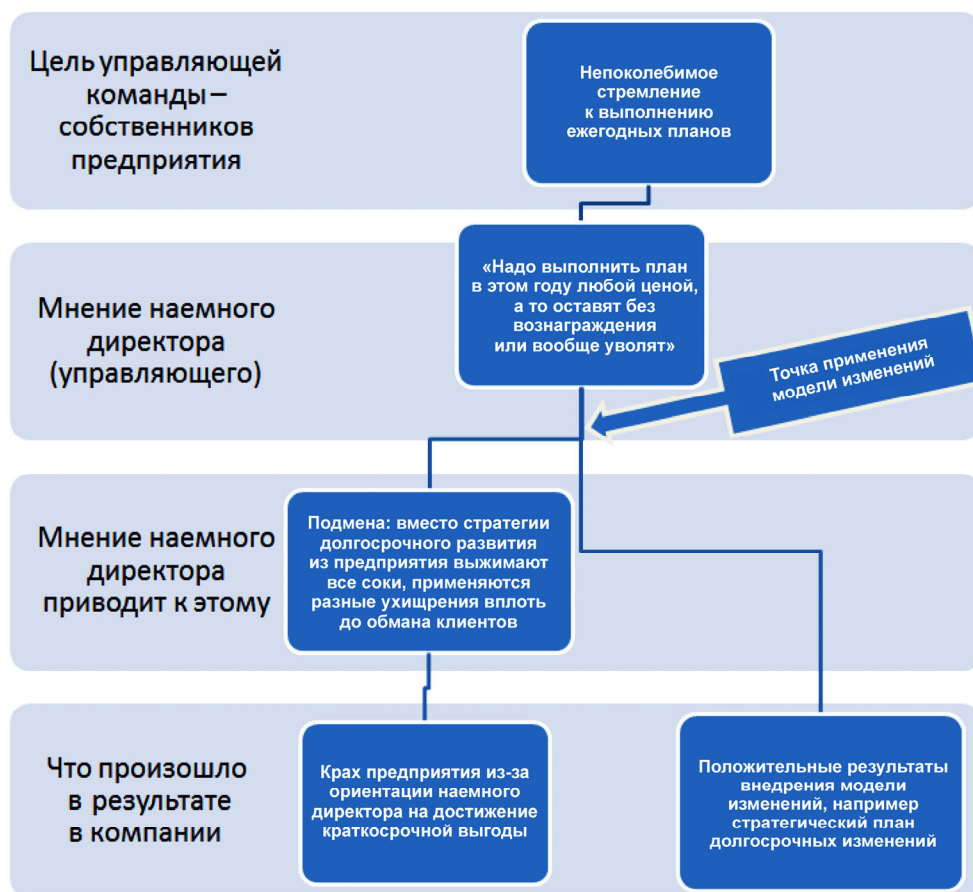 Цель управляющей
команды –
собственников
предприятия
Непоколебимое
стремление
к выполнению
ежегодных планов
Мнение наемного
директора
(управляющего)
«Надо выполнить план
в этом году любой ценой,
а то оставят без
вознаграждения
или вообще уволят»
Точка применения
модели изменений
Мнение наемного
директора
приводит к этому
Подмена: вместо стратегии
долгосрочного развития
из предприятия выжимают
все соки, применяются
разные ухищрения вплоть
до обмана клиентов
Что произошло
в результате
в компании
Крах предприятия из-за
ориентации наемного
директора на достижение
краткосрочной выгоды
Положительные результаты
внедрения модели
изменений, например
стратегический план
долгосрочных изменений